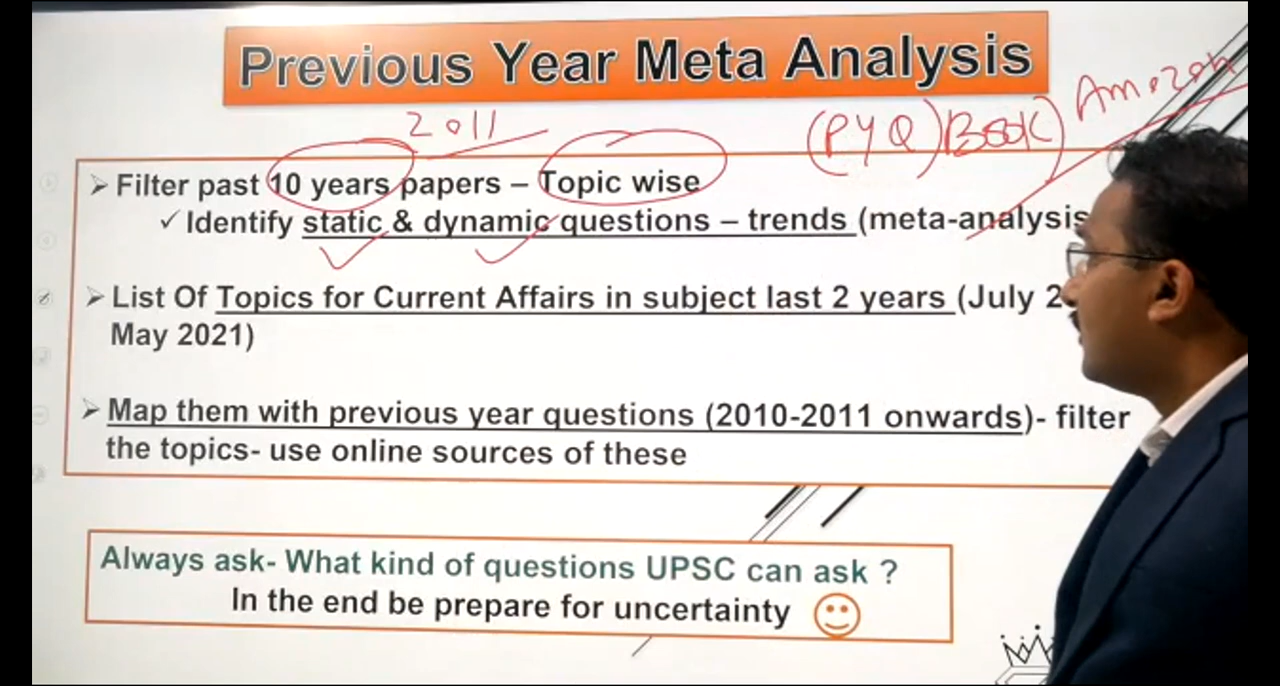 Previous Year Meta Analysis
2011
(PYQ) Book) Amazon
➢ Filter past 10 years papers – Topic wise
✓ Identify static & dynamic questions – trends (meta-analysis
➢ List Of Topics for Current Affairs in subject last 2 years (July 2
May 2021)
➢ Map them with previous year questions (2010-2011 onwards)- filter
the topics- use online sources of these
Always ask- What kind of questions UPSC can ask ?
In the end be prepare for uncertainty